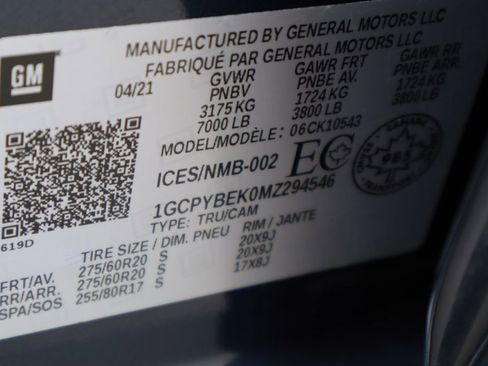 GM
MANUFACTURED BY GENERAL MOTORS LLC
FABRIQUÉ PAR GENERAL MOTORS LLC
04/21
GVWR GAWR FRT GAWR RR
PNBV PNBE AV. PNBE ARR.
3175 KG 1724 KG 1724 KG
7000 LB 3800 LB 3800 LB
MODEL/MODÈLE: 06CK10543
ICES/NMB-002 EC
CANADA
1GCPYBEK0MZ294546
TYPE: TRU/CAM
619D
TIRE SIZE / DIM. PNEU RIM / JANTE
FRT/AV. 275/60R20 S 20X9J
RR/ARR. 275/60R20 S 20X9J
SPA/SOS 255/80R17 S 17X8J